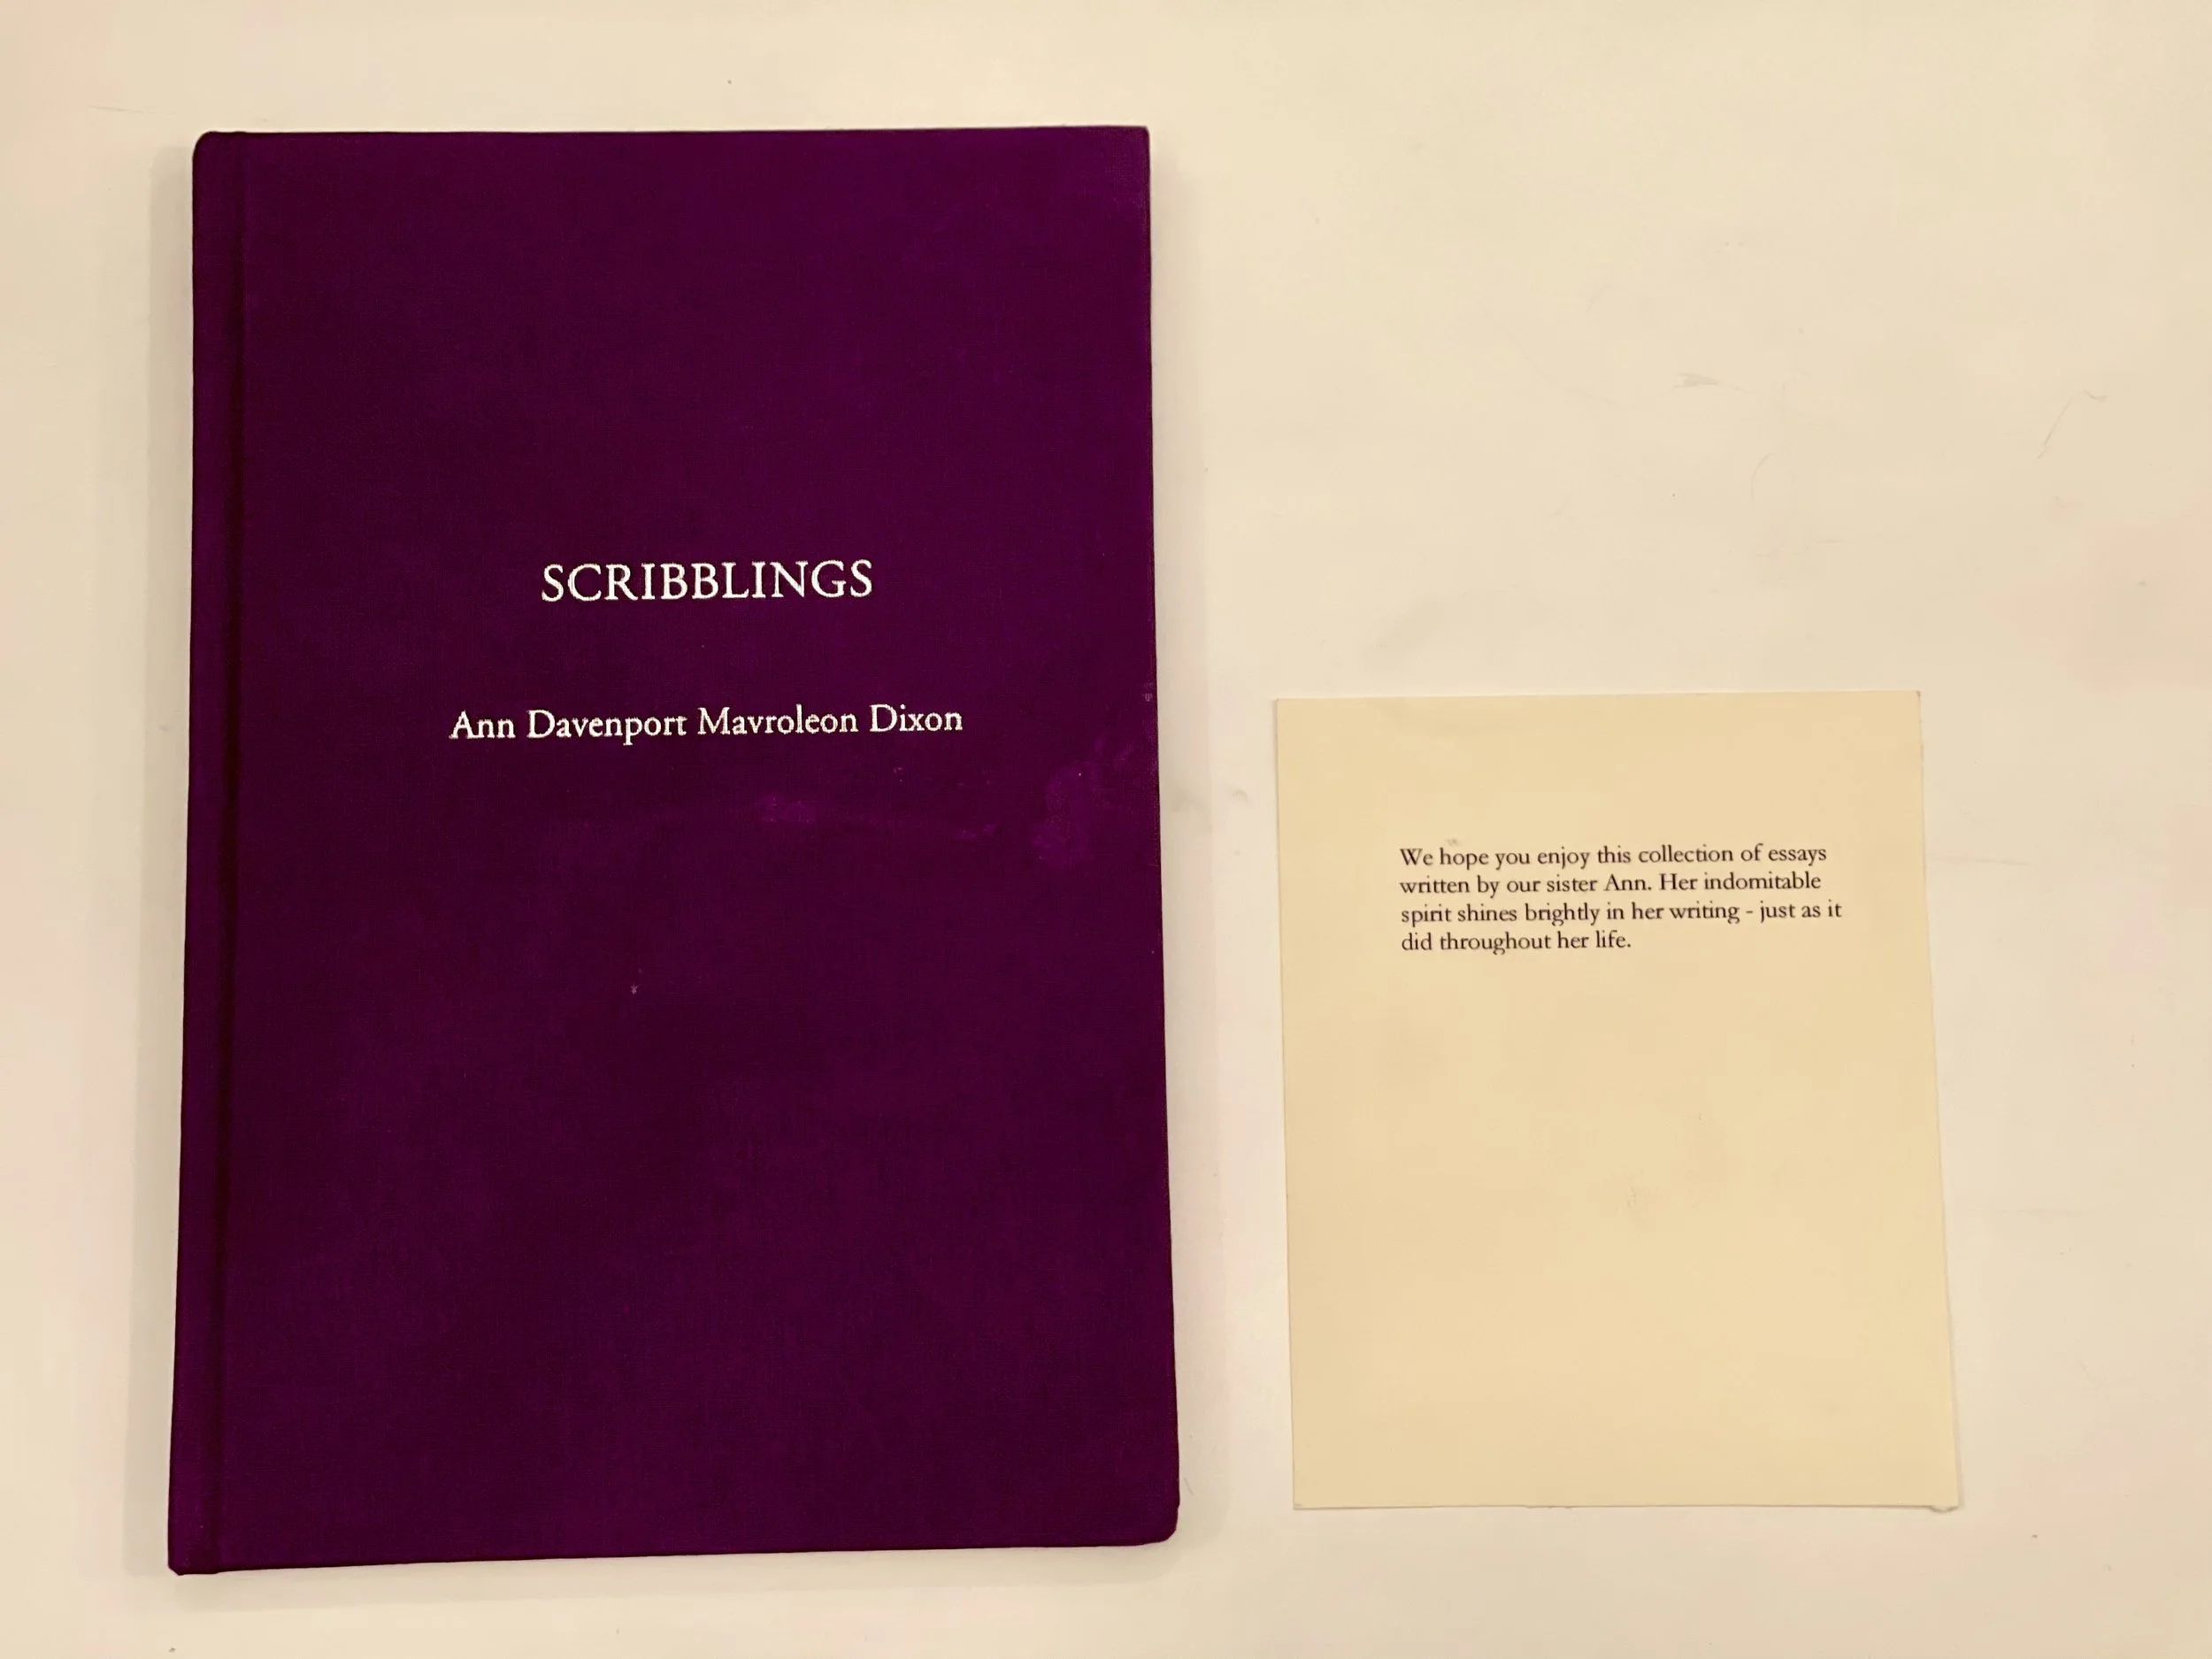 SCRIBBLINGS
Ann Davenport Mavroleon Dixon
We hope you enjoy this collection of essays
written by our sister Ann. Her indomitable
spirit shines brightly in her writing - just as it
did throughout her life.